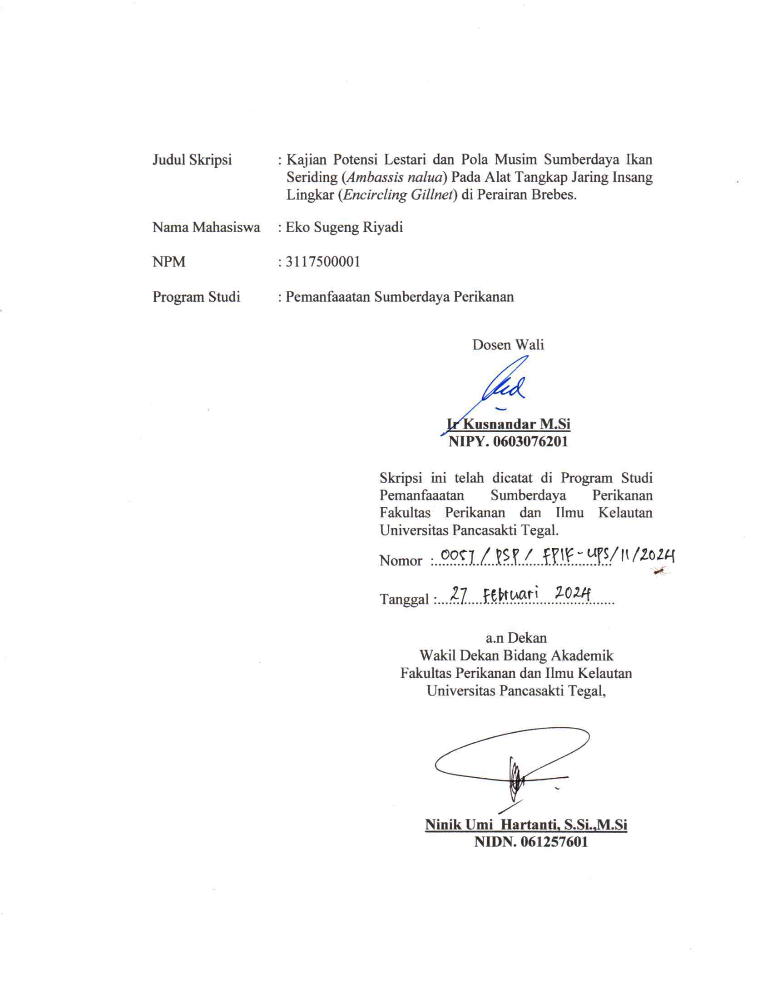 Judul Skripsi : Kajian Potensi Lestari dan Pola Musim Sumberdaya Ikan
Seriding (Ambassis nalua) Pada Alat Tangkap Jaring Insang
Lingkar (Encircling Gillnet) di Perairan Brebes.
Nama Mahasiswa : Eko Sugeng Riyadi
NPM : 3117500001
Program Studi : Pemanfaaatan Sumberdaya Perikanan
Dosen Wali
Ir Kusnandar M.Si
NIPY. 0603076201
Skripsi ini telah dicatat di Program Studi
Pemanfaaatan Sumberdaya Perikanan
Fakultas Perikanan dan Ilmu Kelautan
Universitas Pancasakti Tegal.
Nomor : 0057 / PSP / FPIK - UPS / 11 / 2024
Tanggal : 27 Februari 2024
a.n Dekan
Wakil Dekan Bidang Akademik
Fakultas Perikanan dan Ilmu Kelautan
Universitas Pancasakti Tegal,
Ninik Umi Hartanti, S.Si.,M.Si
NIDN. 061257601